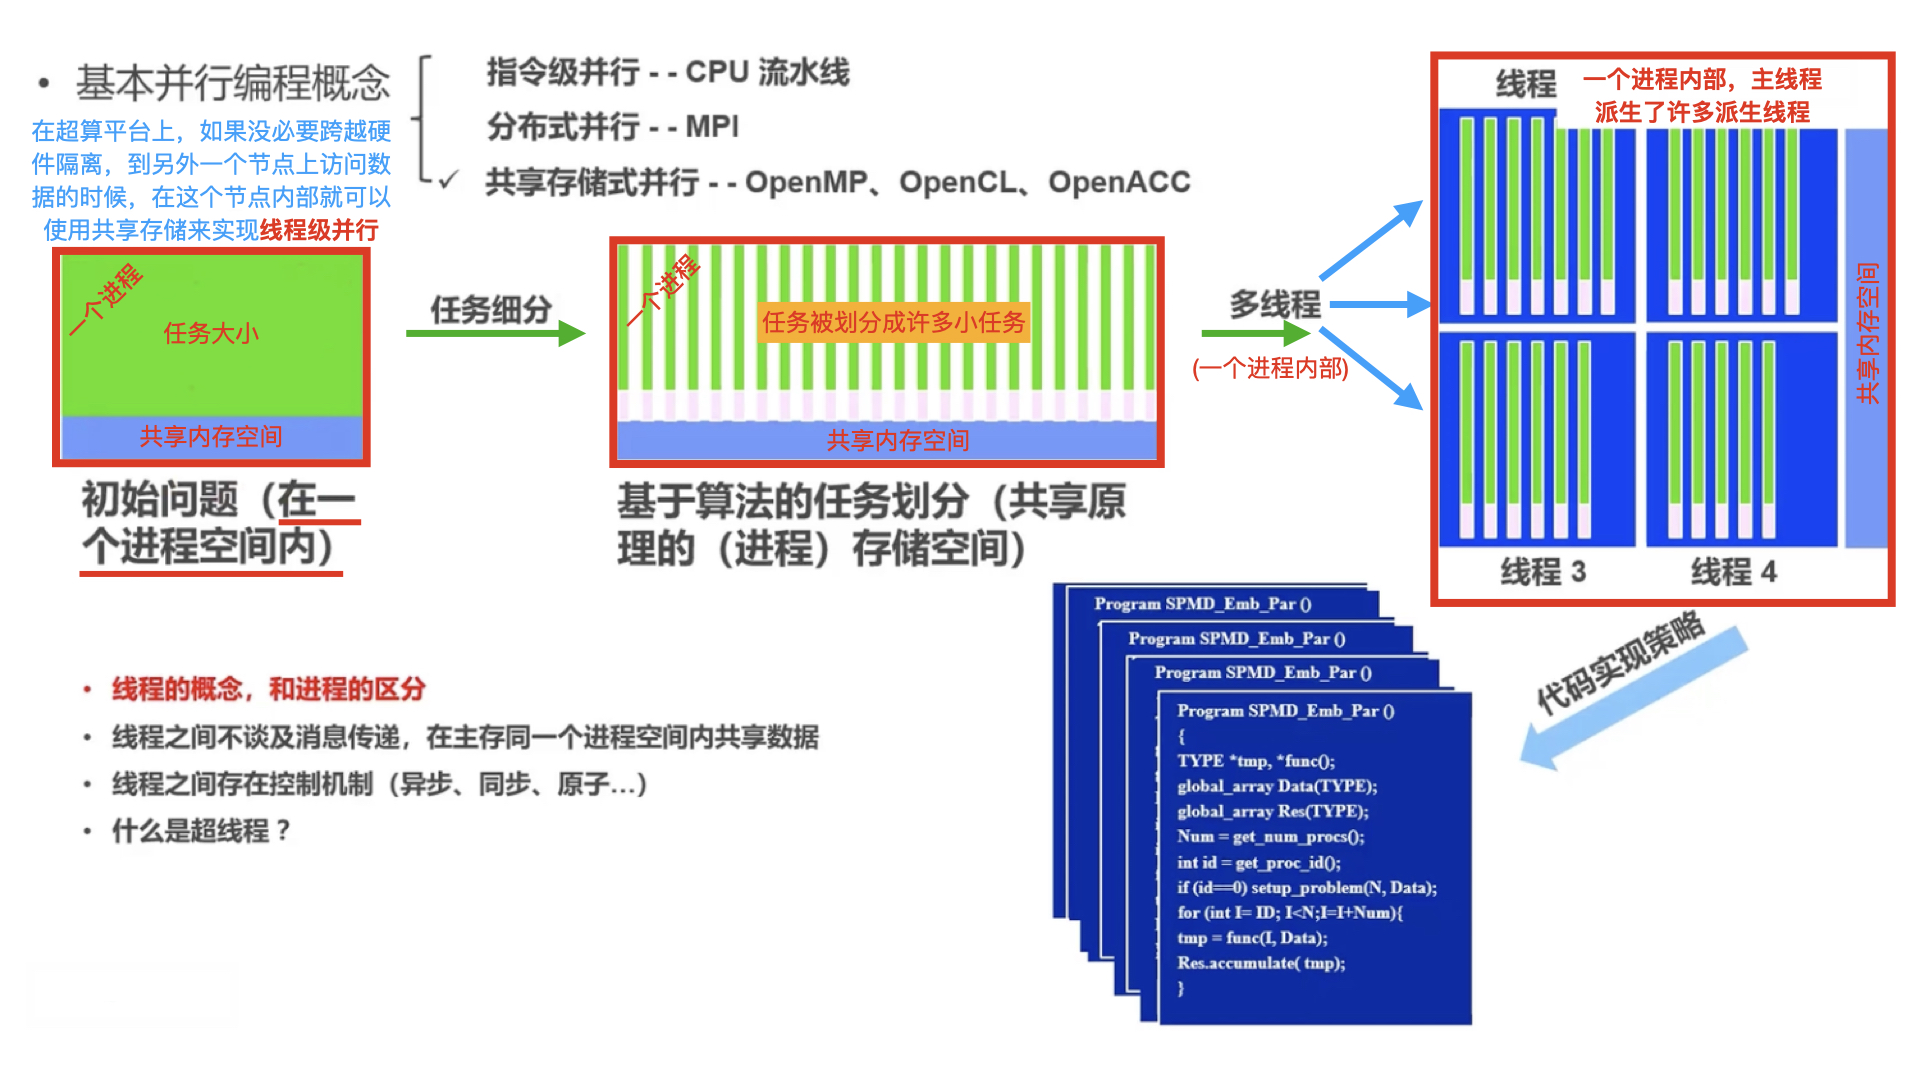 • 基本并行编程概念
指令级并行 - - CPU 流水线
分布式并行 - - MPI
✓ 共享存储式并行 - - OpenMP、OpenCL、OpenACC
在超算平台上，如果没必要跨越硬
件隔离，到另外一个节点上访问数
据的时候，在这个节点内部就可以
使用共享存储来实现线程级并行
一个进程
任务大小
共享内存空间
初始问题（在一
个进程空间内）
任务细分
一个进程
任务被划分成许多小任务
共享内存空间
基于算法的任务划分（共享原
理的（进程）存储空间）
多线程
(一个进程内部)
线程
一个进程内部，主线程
派生了许多派生线程
共享内存空间
线程 3
线程 4
代码实现策略
• 线程的概念，和进程的区分
• 线程之间不谈及消息传递，在主存同一个进程空间内共享数据
• 线程之间存在控制机制（异步、同步、原子...）
• 什么是超线程？
Program SPMD_Emb_Par ()
Program SPMD_Emb_Par ()
Program SPMD_Emb_Par ()
Program SPMD_Emb_Par ()
{
TYPE *tmp, *func();
global_array Data(TYPE);
global_array Res(TYPE);
Num = get_num_procs();
int id = get_proc_id();
if (id==0) setup_problem(N, Data);
for (int I= ID; I<N;I=I+Num){
tmp = func(I, Data);
Res.accumulate( tmp);
}